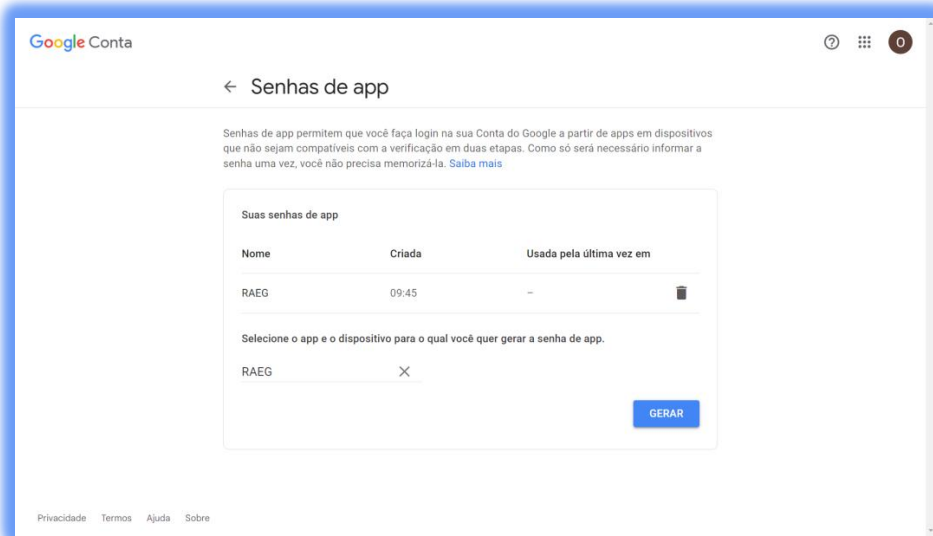 Google Conta
O
Senhas de app
Senhas de app permitem que você faça login na sua Conta do Google a partir de apps em dispositivos
que não sejam compatíveis com a verificação em duas etapas. Como só será necessário informar a
senha uma vez, você não precisa memorizá-la. Saiba mais
Suas senhas de app
Nome Criada Usada pela última vez em
RAEG 09:45 –
Selecione o app e o dispositivo para o qual você quer gerar a senha de app.
RAEG
GERAR
Privacidade Termos Ajuda Sobre